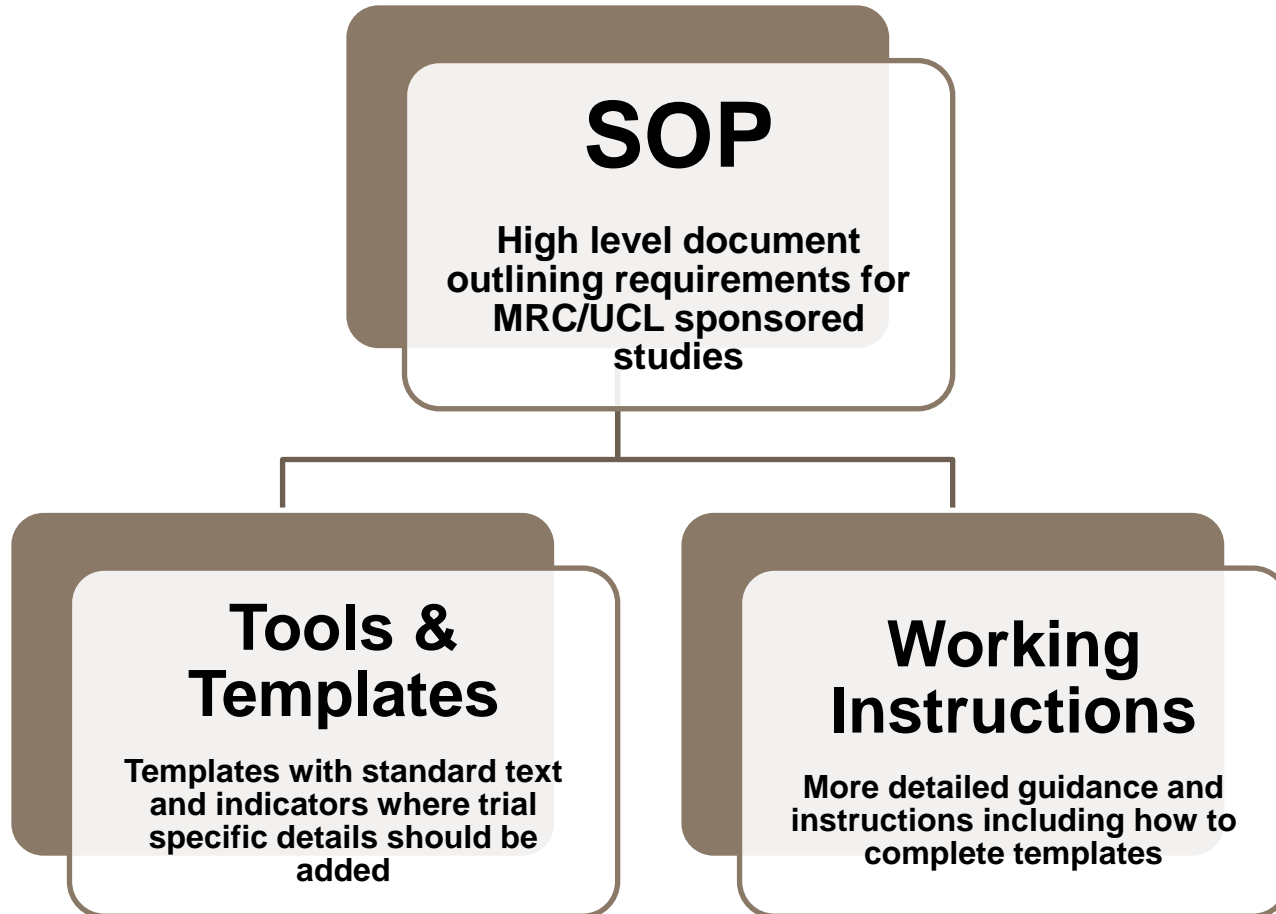 SOP
High level document
outlining requirements for
MRC/UCL sponsored
studies
Tools &
Templates
Templates with standard text
and indicators where trial
specific details should be
added
Working
Instructions
More detailed guidance and
instructions including how to
complete templates